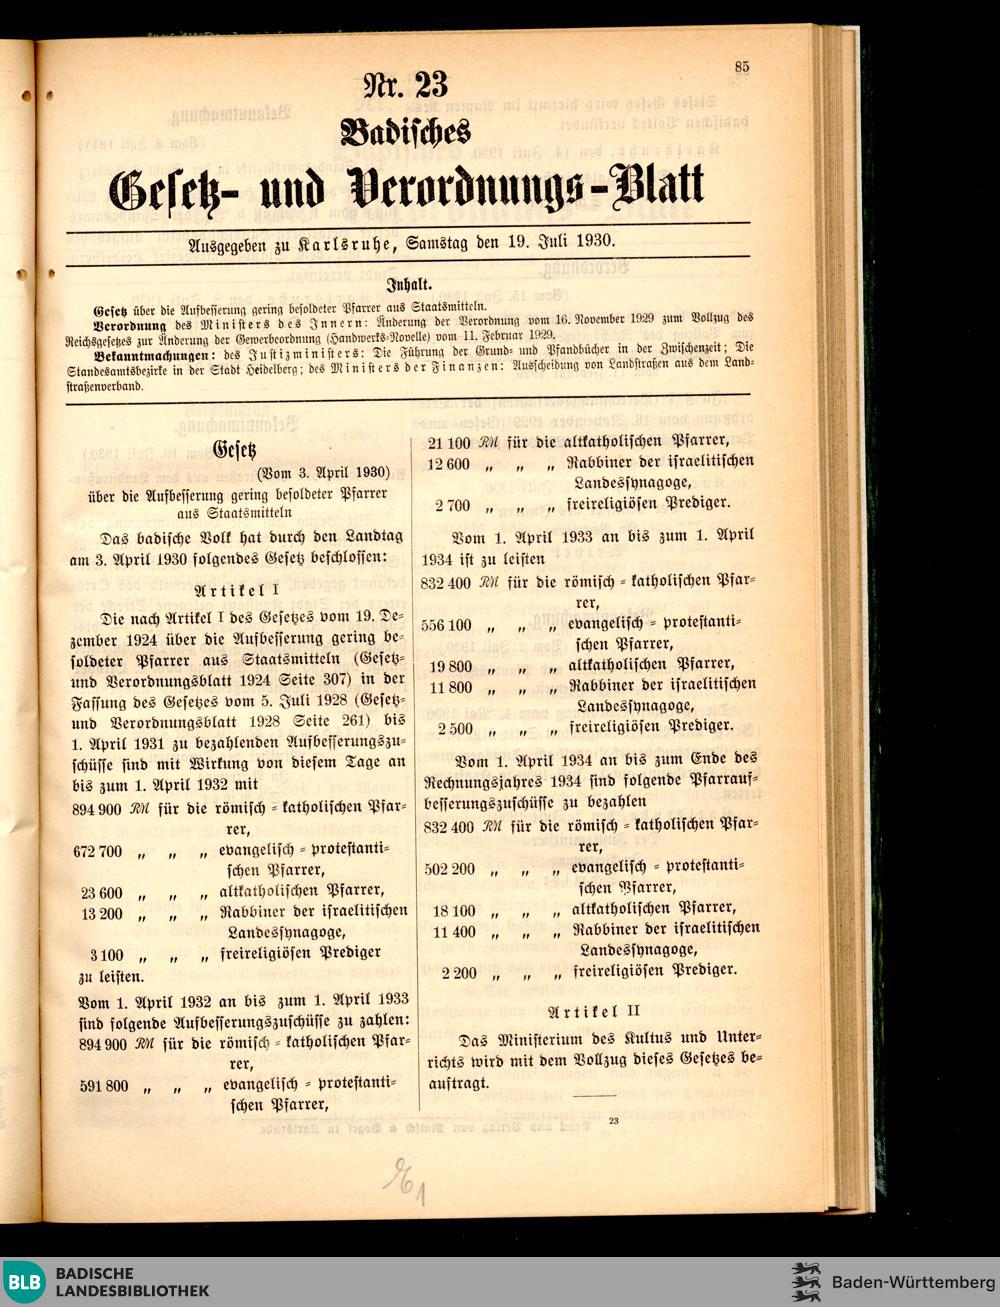 85
Nr. 23
Badisches
Gesetz- und Verordnungs-Blatt
Ausgegeben zu Karlsruhe, Samstag den 19. Juli 1930.
Inhalt.
Gesetz über die Aufbesserung gering besoldeter Pfarrer aus Staatsmitteln.
Verordnung des Ministers des Innern: Änderung der Verordnung vom 16. November 1929 zum Vollzug des
Reichsgesetzes zur Änderung der Gewerbeordnung (Handwerks-Novelle) vom 11. Februar 1929.
Bekanntmachungen: des Justizministers: Die Führung der Grund- und Pfandbücher in der Zwischenzeit; Die
Standesamtsbezirke in der Stadt Heidelberg; des Ministers der Finanzen: Ausscheidung von Landstraßen aus dem Land-
straßenverband.
Gesetz
(Vom 3. April 1930)
über die Aufbesserung gering besoldeter Pfarrer
aus Staatsmitteln
Das badische Volk hat durch den Landtag
am 3. April 1930 folgendes Gesetz beschlossen:
Artikel I
Die nach Artikel I des Gesetzes vom 19. De-
zember 1924 über die Aufbesserung gering be-
soldeter Pfarrer aus Staatsmitteln (Gesetz-
und Verordnungsblatt 1924 Seite 307) in der
Fassung des Gesetzes vom 5. Juli 1928 (Gesetz-
und Verordnungsblatt 1928 Seite 261) bis
1. April 1931 zu bezahlenden Aufbesserungszu-
schüsse sind mit Wirkung von diesem Tage an
bis zum 1. April 1932 mit
894 900 RM für die römisch-katholischen Pfar-
rer,
672 700 „ „ „ evangelisch-protestanti-
schen Pfarrer,
23 600 „ „ „ altkatholischen Pfarrer,
13 200 „ „ „ Rabbiner der israelitischen
Landessynagoge,
3 100 „ „ „ freireligiösen Prediger
zu leisten.
Vom 1. April 1932 an bis zum 1. April 1933
sind folgende Aufbesserungszuschüsse zu zahlen:
894 900 RM für die römisch-katholischen Pfar-
rer,
591 800 „ „ „ evangelisch-protestanti-
schen Pfarrer,
21 100 RM für die altkatholischen Pfarrer,
12 600 „ „ „ Rabbiner der israelitischen
Landessynagoge,
2 700 „ „ „ freireligiösen Prediger.
Vom 1. April 1933 an bis zum 1. April
1934 ist zu leisten
832 400 RM für die römisch-katholischen Pfar-
rer,
556 100 „ „ „ evangelisch-protestanti-
schen Pfarrer,
19 800 „ „ „ altkatholischen Pfarrer,
11 800 „ „ „ Rabbiner der israelitischen
Landessynagoge,
2 500 „ „ „ freireligiösen Prediger.
Vom 1. April 1934 an bis zum Ende des
Rechnungsjahres 1934 sind folgende Pfarrauf-
besserungszuschüsse zu bezahlen
832 400 RM für die römisch-katholischen Pfar-
rer,
502 200 „ „ „ evangelisch-protestanti-
schen Pfarrer,
18 100 „ „ „ altkatholischen Pfarrer,
11 400 „ „ „ Rabbiner der israelitischen
Landessynagoge,
2 200 „ „ „ freireligiösen Prediger.
Artikel II
Das Ministerium des Kultus und Unter-
richts wird mit dem Vollzug dieses Gesetzes be-
auftragt.
23
BLB BADISCHE
LANDESBIBLIOTHEK
Baden-Württemberg